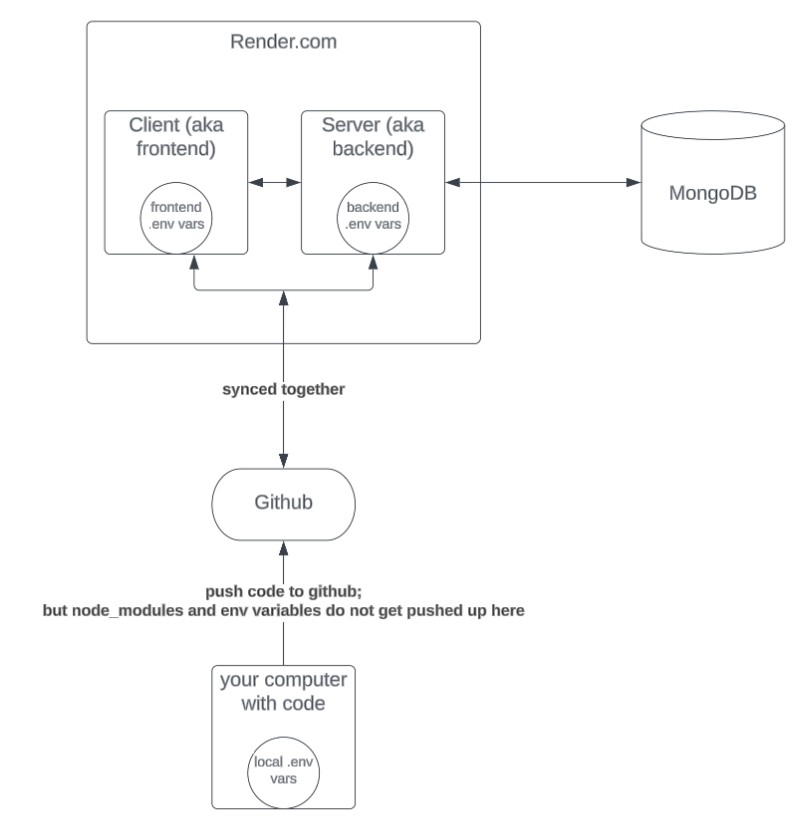 Render.com
Client (aka
frontend)
frontend
.env vars
Server (aka
backend)
backend
.env vars
MongoDB
synced together
Github
push code to github;
but node_modules and env variables do not get pushed up here
your computer
with code
local .env
vars